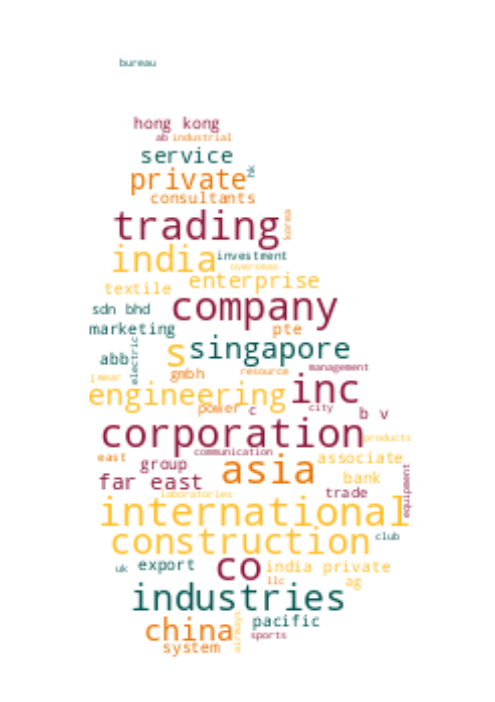 bureau
hong kong
ab industrial
service
hk
private
consultants
trading
korea
india
investment
overseas
enterprise
textile
company
sdn bhd
marketing
pte
s
singapore
abb
electric
management
resource
gmbh
wear
engineering
inc
power
c
city
b v
corporation
products
communication
east
group
asia
associate
far east
bank
equipment
laboratories
trade
international
construction
club
uk
export
co
india private
llc
ag
industries
pacific
china
airways
sports
system